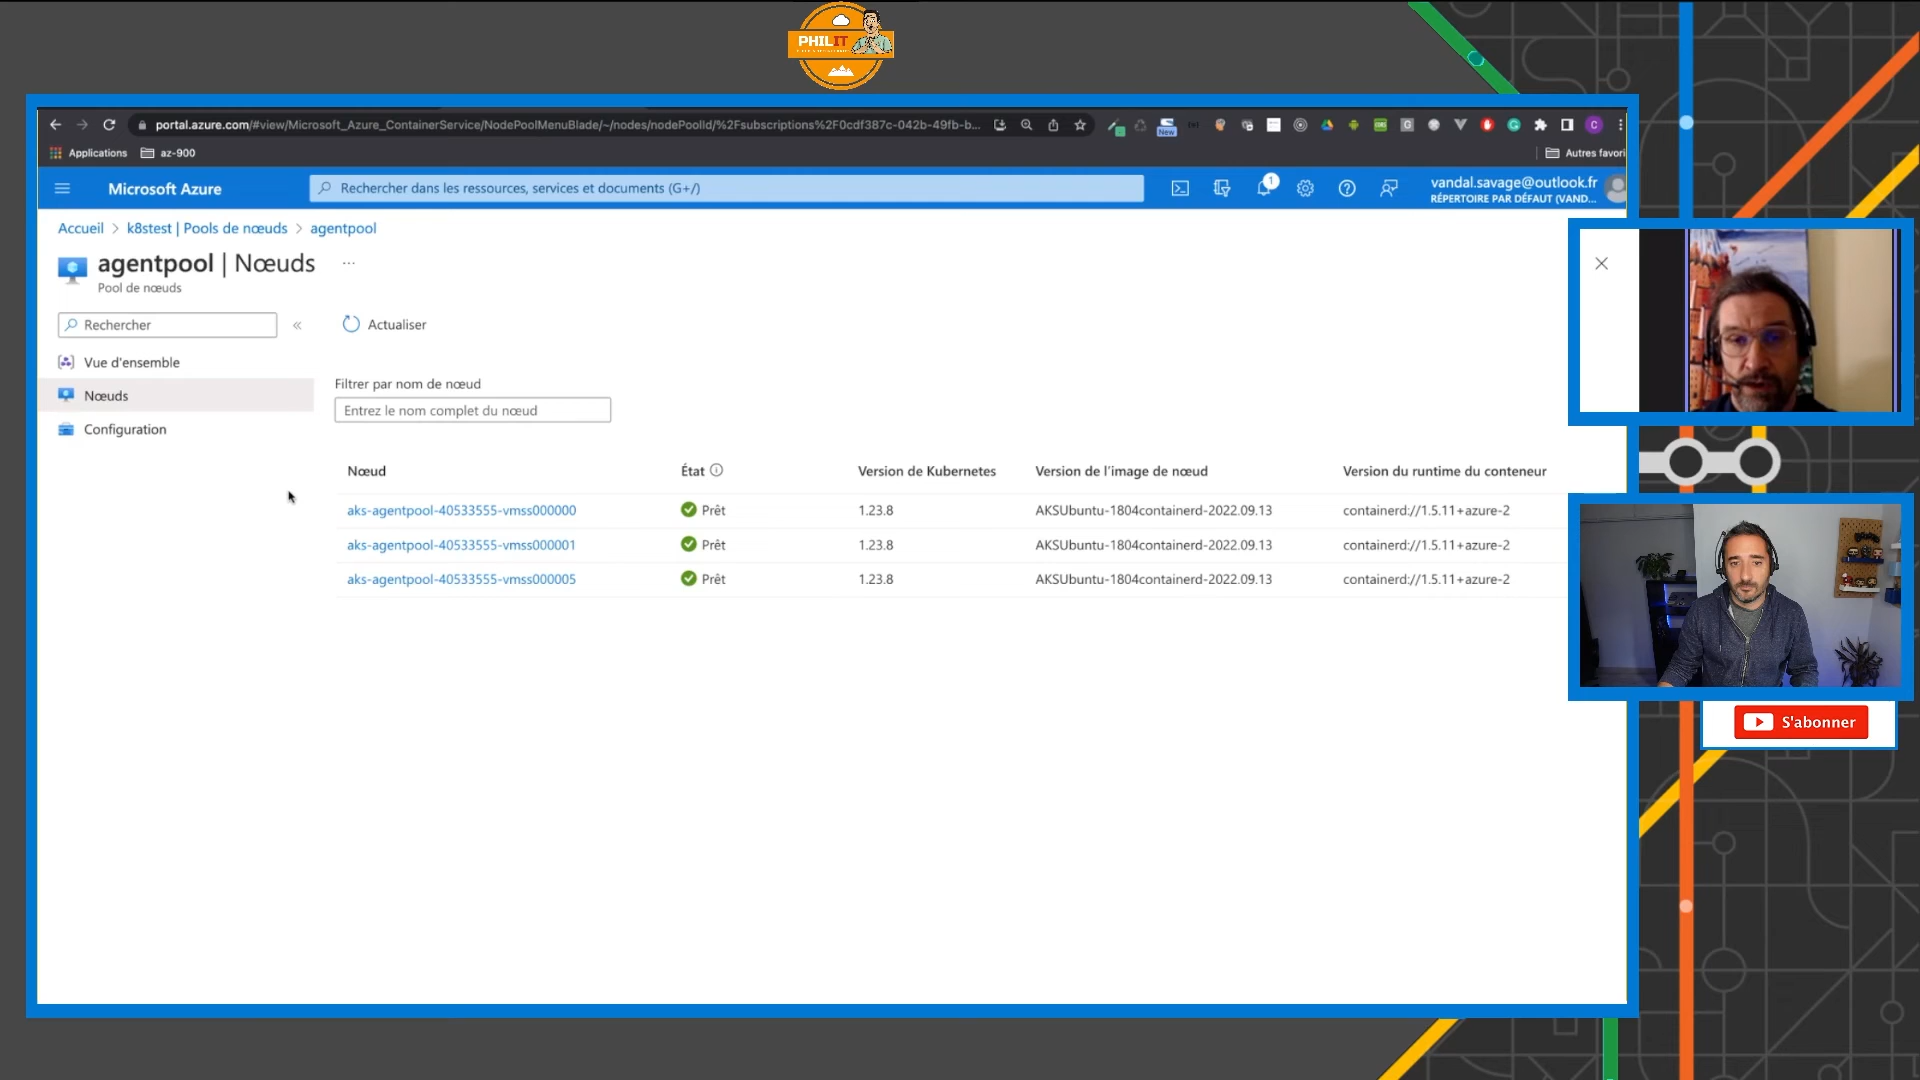 PHILIT
portal.azure.com/#view/Microsoft_Azure_ContainerService/NodePoolMenuBlade/~/nodes/nodePoolId/%2Fsubscriptions%2F0cdf387c-042b-49fb-b...
New
C
Applications
az-900
Autres favori
Microsoft Azure
Rechercher dans les ressources, services et documents (G+/)
1
vandal.savage@outlook.fr
RÉPERTOIRE PAR DÉFAUT (VAND...
Accueil > k8stest | Pools de nœuds > agentpool
agentpool | Nœuds ...
Pool de nœuds
Rechercher
«
Actualiser
Vue d'ensemble
Nœuds
Configuration
Filtrer par nom de nœud
Entrez le nom complet du nœud
Nœud État Version de Kubernetes Version de l'image de nœud Version du runtime du conteneur
aks-agentpool-40533555-vmss000000 Prêt 1.23.8 AKSUbuntu-1804containerd-2022.09.13 containerd://1.5.11+azure-2
aks-agentpool-40533555-vmss000001 Prêt 1.23.8 AKSUbuntu-1804containerd-2022.09.13 containerd://1.5.11+azure-2
aks-agentpool-40533555-vmss000005 Prêt 1.23.8 AKSUbuntu-1804containerd-2022.09.13 containerd://1.5.11+azure-2
S'abonner